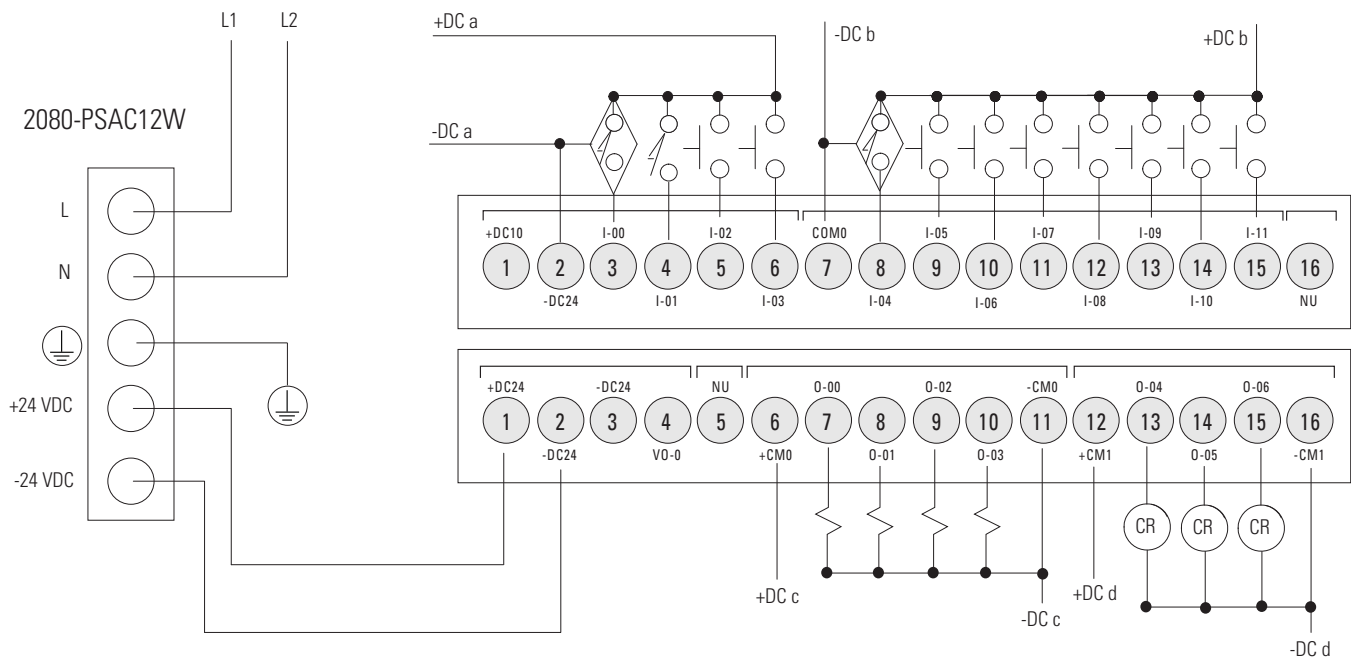 L1 L2 +DC a -DC b +DC b
2080-PSAC12W
-DC a
L
N
+24 VDC
-24 VDC
+DC10 I-00 I-02 COM0 I-05 I-07 I-09 I-11
1 2 3 4 5 6 7 8 9 10 11 12 13 14 15 16
-DC24 I-01 I-03 I-04 I-06 I-08 I-10 NU
+DC24 -DC24 NU O-00 O-02 -CM0 O-04 O-06
1 2 3 4 5 6 7 8 9 10 11 12 13 14 15 16
-DC24 VO-0 +CM0 O-01 O-03 +CM1 O-05 -CM1
CR CR CR
+DC c -DC c +DC d -DC d